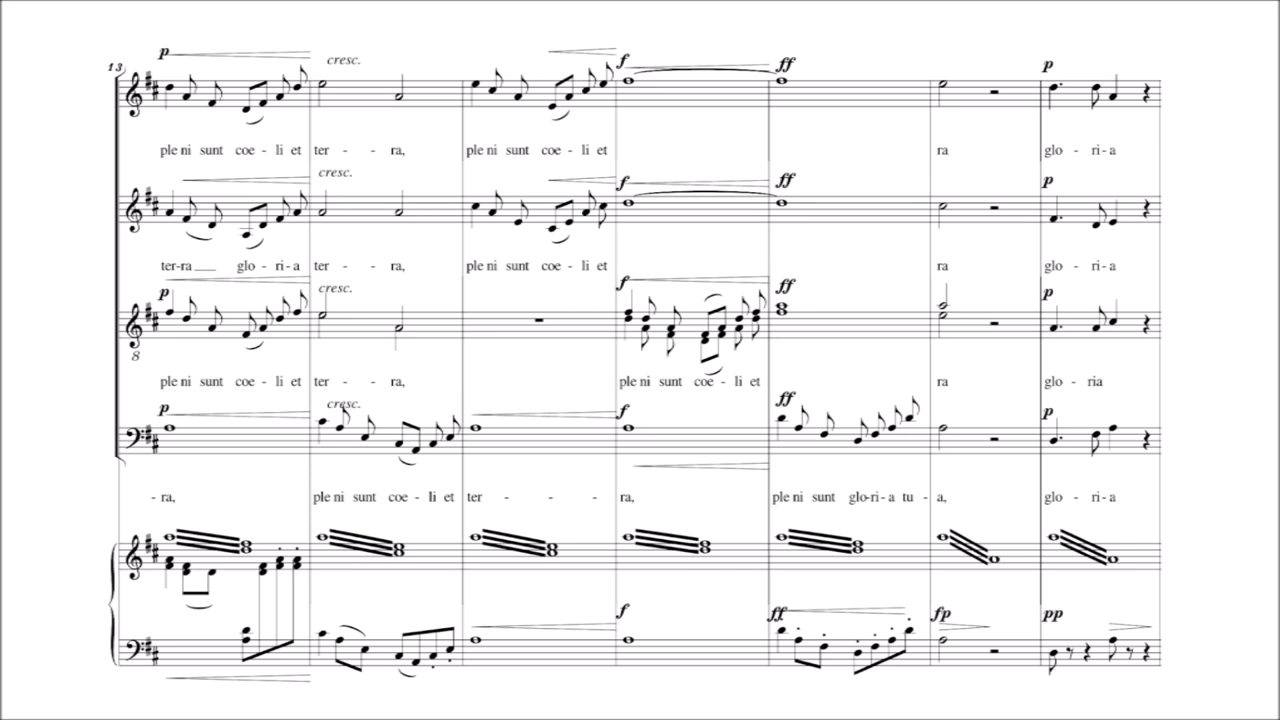 p
13
cresc.
f
ff
p
ple ni sunt coe - li et ter - - ra, ple ni sunt coe - li et ra glo - ri - a
cresc.
f
ff
p
ter-ra___ glo - ri - a ter - - ra, ple ni sunt coe - li et ra glo - ri - a
p
cresc.
f
ff
p
8
ple ni sunt coe - li et ter - - ra, ple ni sunt coe - li et ra glo - ria
p
cresc.
f
ff
p
- ra, ple ni sunt coe - li et ter - - - ra, ple ni sunt glo-ri-a tu - a, glo - ri - a
f
ff
fp
pp